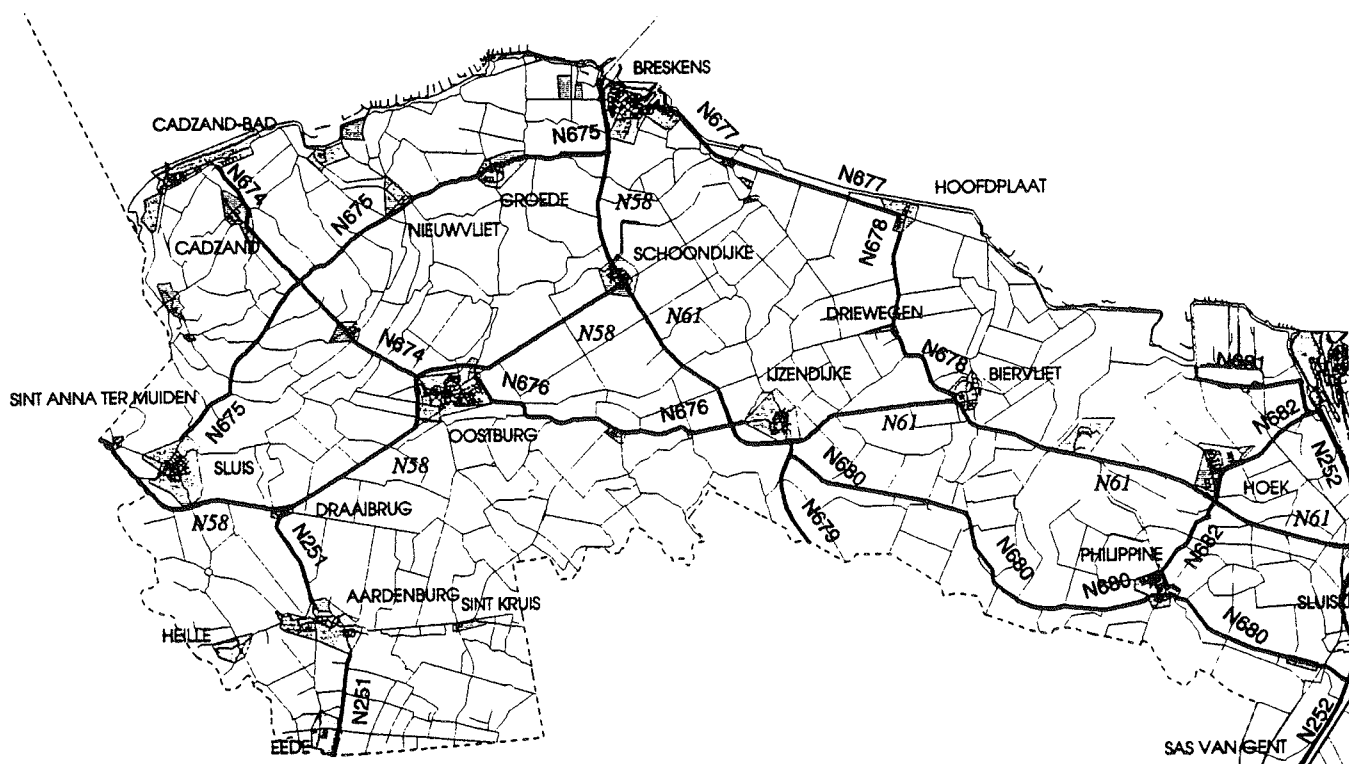 BRESKENS
CADZAND-BAD
N675
N677
N674
N677
HOOFDPLAAT
N675
GROEDE
N58
CADZAND
NIEUWVLIET
N678
SCHOONDIJKE
N61
DRIEWEGEN
N58
N674
N678
BIERVLIET
IJZENDIJKE
N681
N676
SINT ANNA TER MUIDEN
N675
N676
N61
N682
OOSTBURG
SLUIS
N58
N680
N61
HOEK
N252
N58
DRAAIBRUG
N61
N251
N679
N680
PHILIPPINE
N682
N680
AARDENBURG
SINT KRUIS
SLUIS
HEILLE
N680
N251
N252
EEDE
SAS VAN GENT